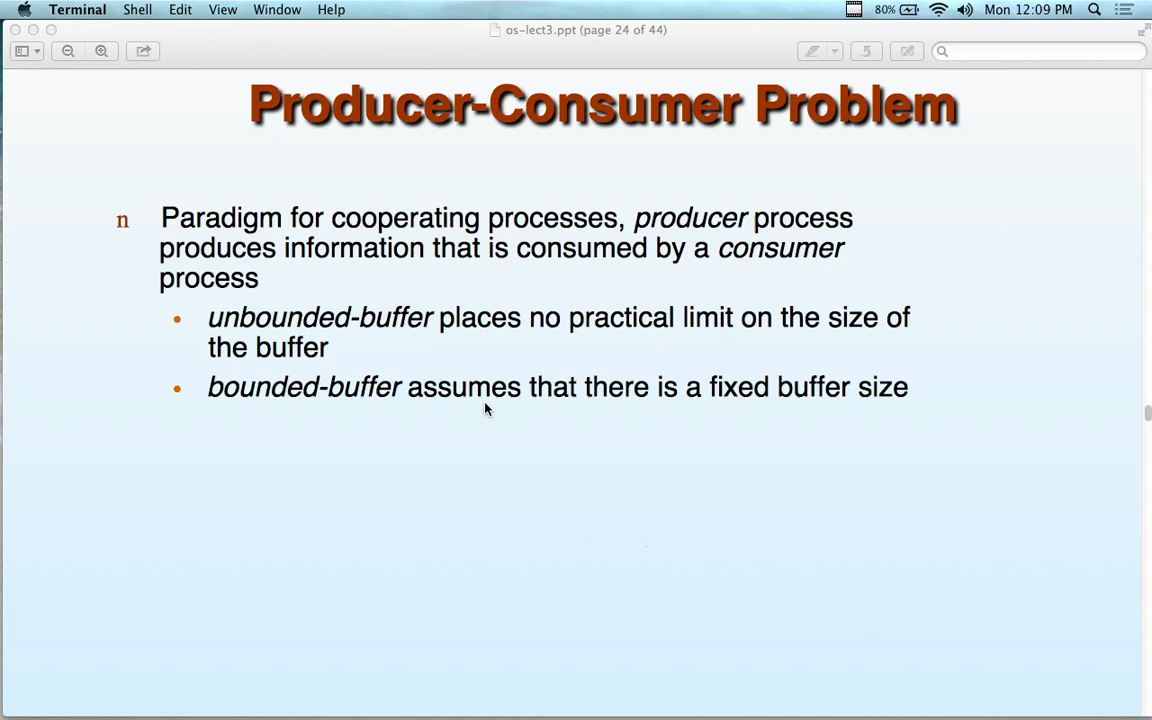 Terminal Shell Edit View Window Help 80% Mon 12:09 PM
os-lect3.ppt (page 24 of 44)
Producer-Consumer Problem
n Paradigm for cooperating processes, producer process
produces information that is consumed by a consumer
process
• unbounded-buffer places no practical limit on the size of
the buffer
• bounded-buffer assumes that there is a fixed buffer size